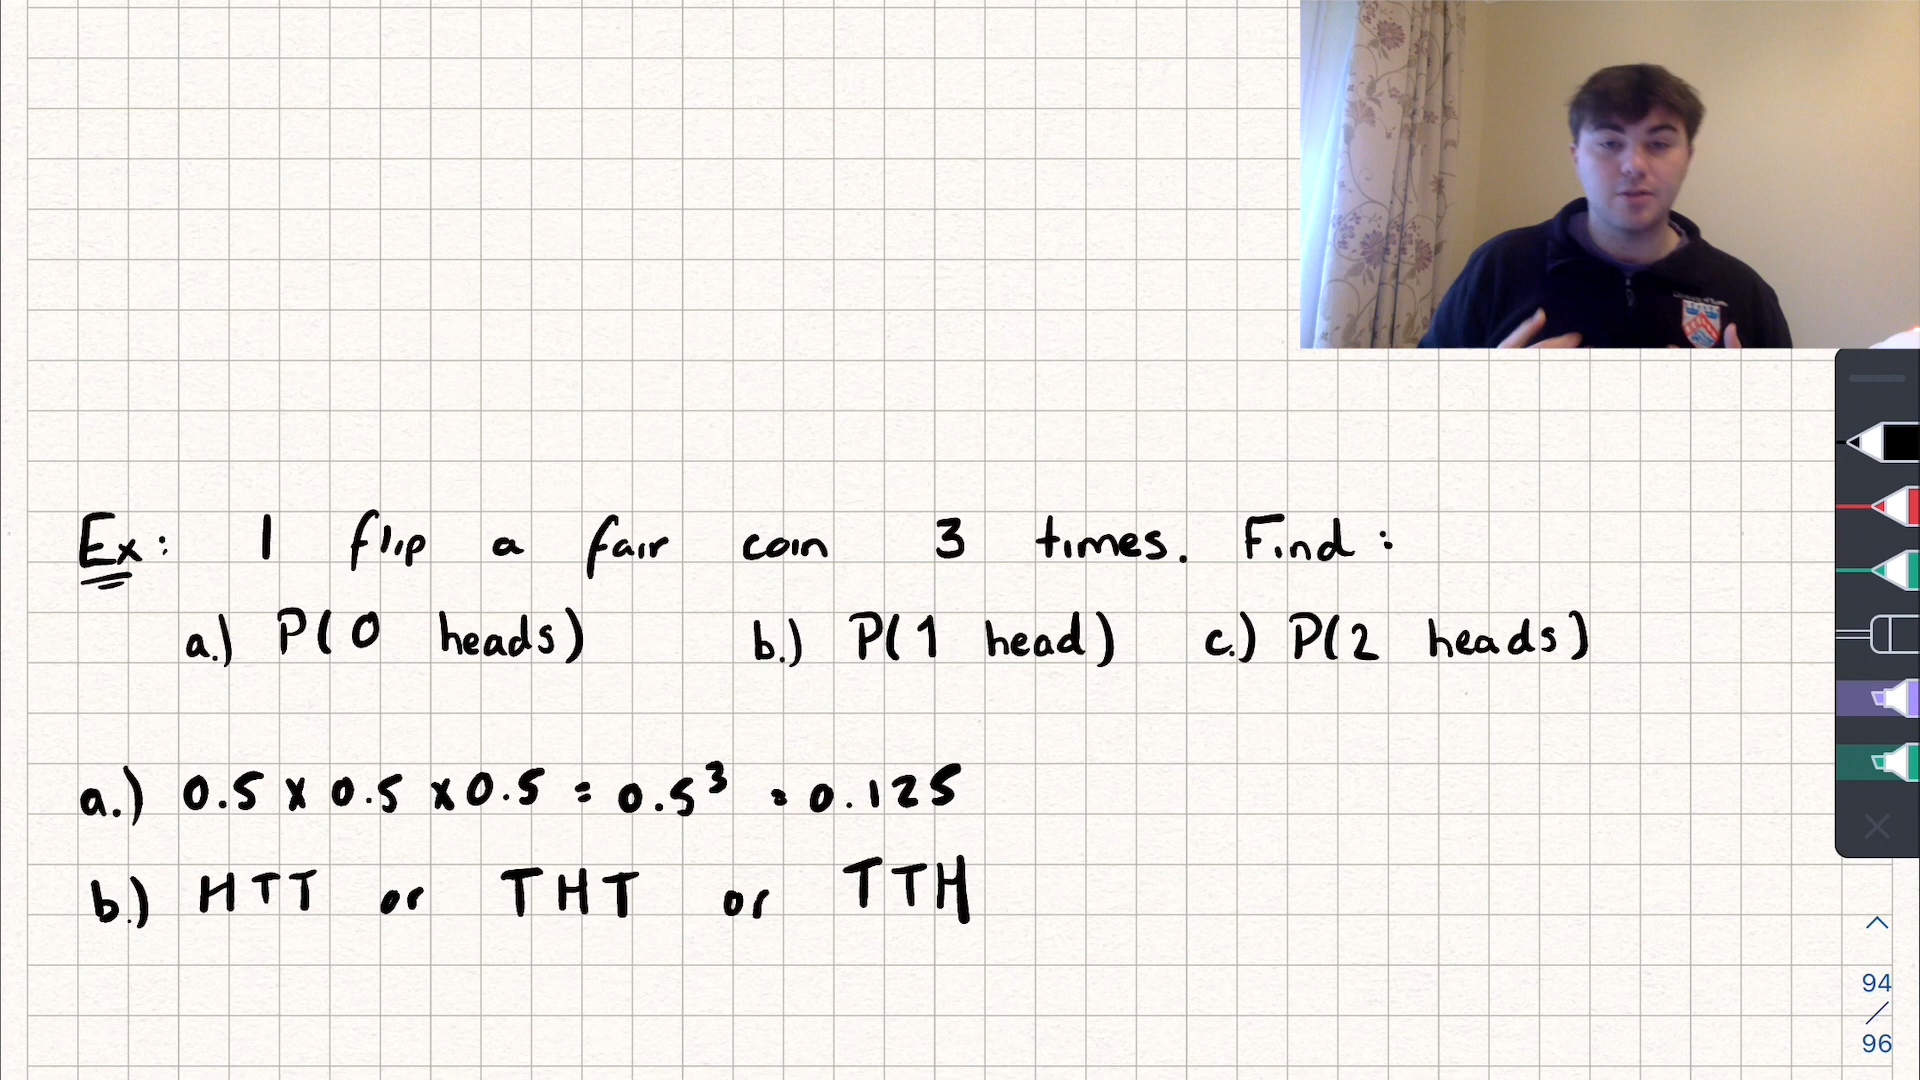 Ex: I flip a fair coin 3 times. Find:
a.) P(0 heads) b.) P(1 head) c.) P(2 heads)
a.) 0.5 x 0.5 x 0.5 = 0.5³ = 0.125
b.) HTT or THT or TTH
94
/
96